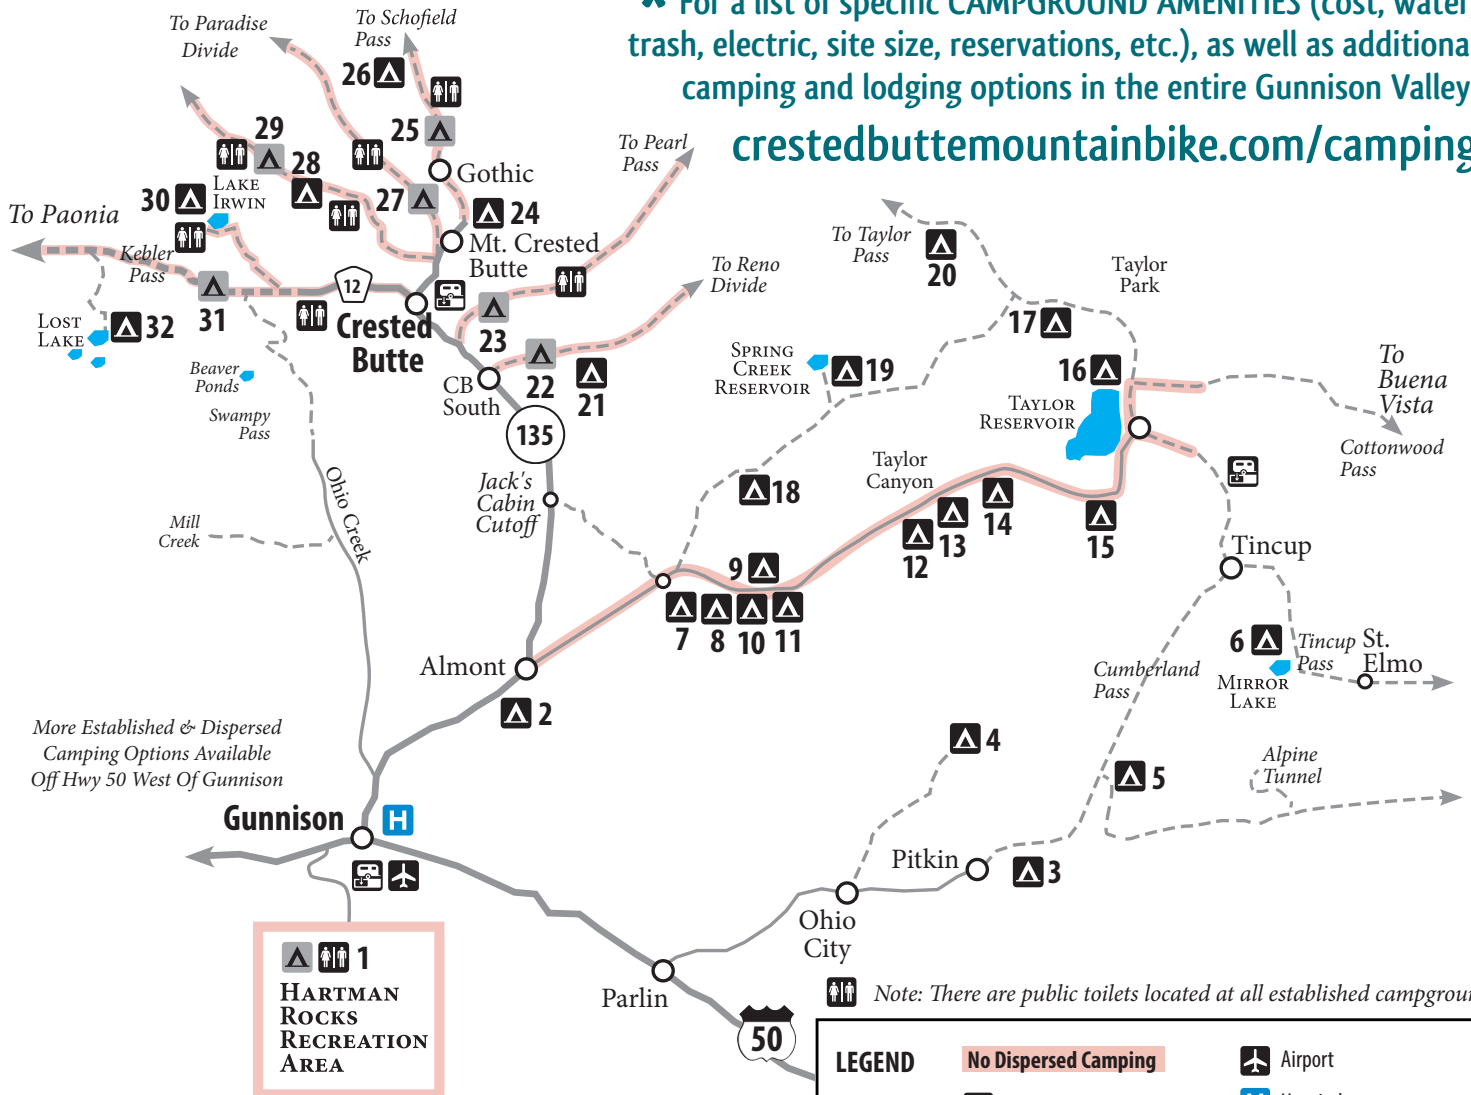 * For a list of specific CAMPGROUND AMENITIES (cost, water
trash, electric, site size, reservations, etc.), as well as additiona
camping and lodging options in the entire Gunnison Valley
crestedbuttemountainbike.com/camping
To Paradise
Divide
To Schofield
Pass
26
25
29
28
27
Gothic
24
Mt. Crested
Butte
To Pearl
Pass
30
LAKE
IRWIN
To Paonia
Kebler
Pass
31
12
Crested
Butte
LOST
LAKE
32
23
To Reno
Divide
22
21
CB
South
135
Beaver
Ponds
Swampy
Pass
Ohio Creek
Mill
Creek
Jack's
Cabin
Cutoff
To Taylor
Pass
20
Taylor
Park
17
16
SPRING
CREEK
RESERVOIR
19
TAYLOR
RESERVOIR
To
Buena
Vista
Cottonwood
Pass
Taylor
Canyon
18
14
13
12
15
9
7
8
10
11
Tincup
6
Tincup
Pass
St.
Elmo
MIRROR
LAKE
Cumberland
Pass
Almont
2
More Established & Dispersed
Camping Options Available
Off Hwy 50 West Of Gunnison
4
5
Alpine
Tunnel
Gunnison
H
Pitkin
3
Ohio
City
Parlin
50
1
HARTMAN
ROCKS
RECREATION
AREA
Note: There are public toilets located at all established campgroun
LEGEND
No Dispersed Camping
Airport